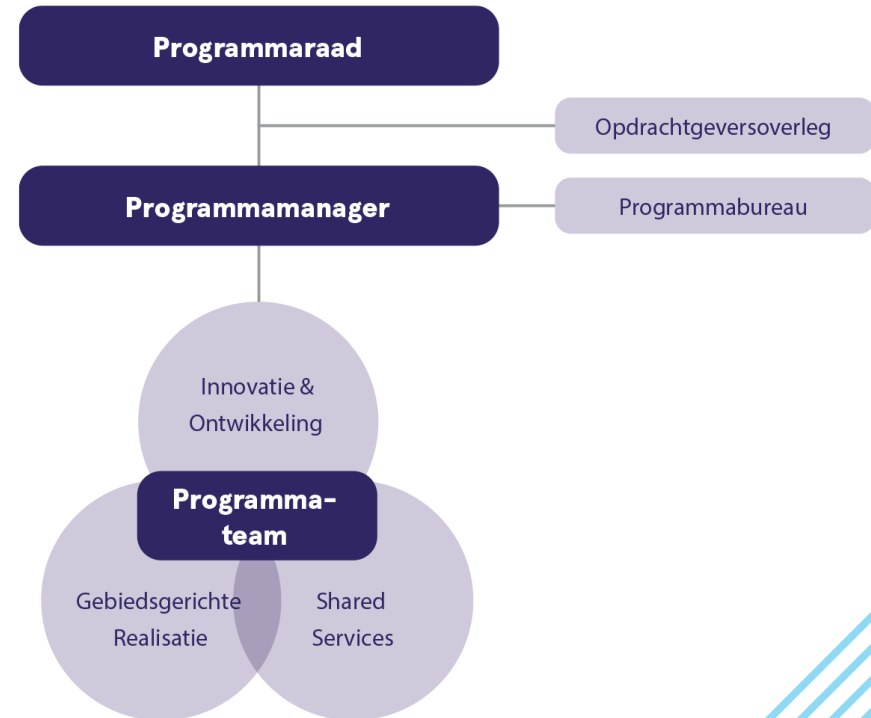 Programmaraad
Opdrachtgeversoverleg
Programmamanager
Programmabureau
Innovatie &
Ontwikkeling
Programma-
team
Gebiedsgerichte
Realisatie
Shared
Services